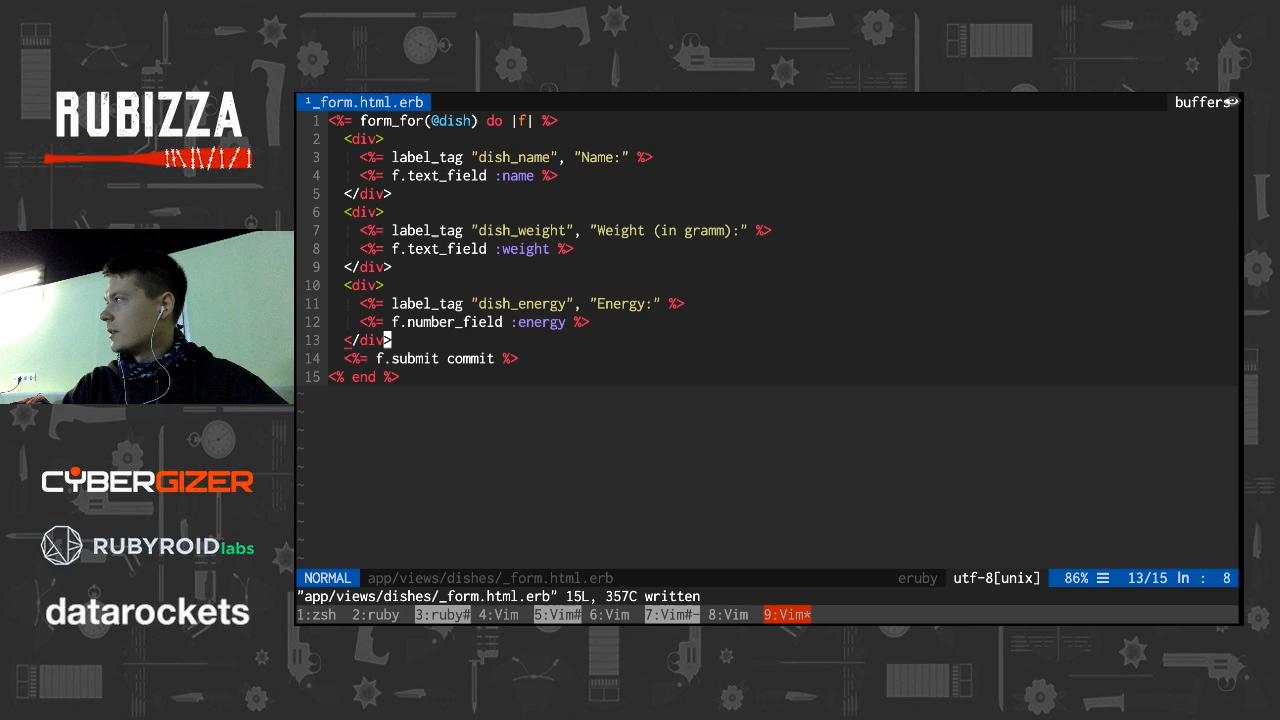 RUBIZZA
CYBERGIZER
RUBYROIDlabs
datarockets
¹_form.html.erb
buffers
1 <%= form_for(@dish) do |f| %>
2 <div>
3 <%= label_tag "dish_name", "Name:" %>
4 <%= f.text_field :name %>
5 </div>
6 <div>
7 <%= label_tag "dish_weight", "Weight (in gramm):" %>
8 <%= f.text_field :weight %>
9 </div>
10 <div>
11 <%= label_tag "dish_energy", "Energy:" %>
12 <%= f.number_field :energy %>
13 </div>
14 <%= f.submit commit %>
15 <% end %>
~
~
~
~
~
~
~
~
~
~
NORMAL app/views/dishes/_form.html.erb eruby utf-8[unix] 86% ☰ 13/15 ln : 8
"app/views/dishes/_form.html.erb" 15L, 357C written
1:zsh 2:ruby 3:ruby# 4:Vim 5:Vim# 6:Vim 7:Vim#- 8:Vim 9:Vim*